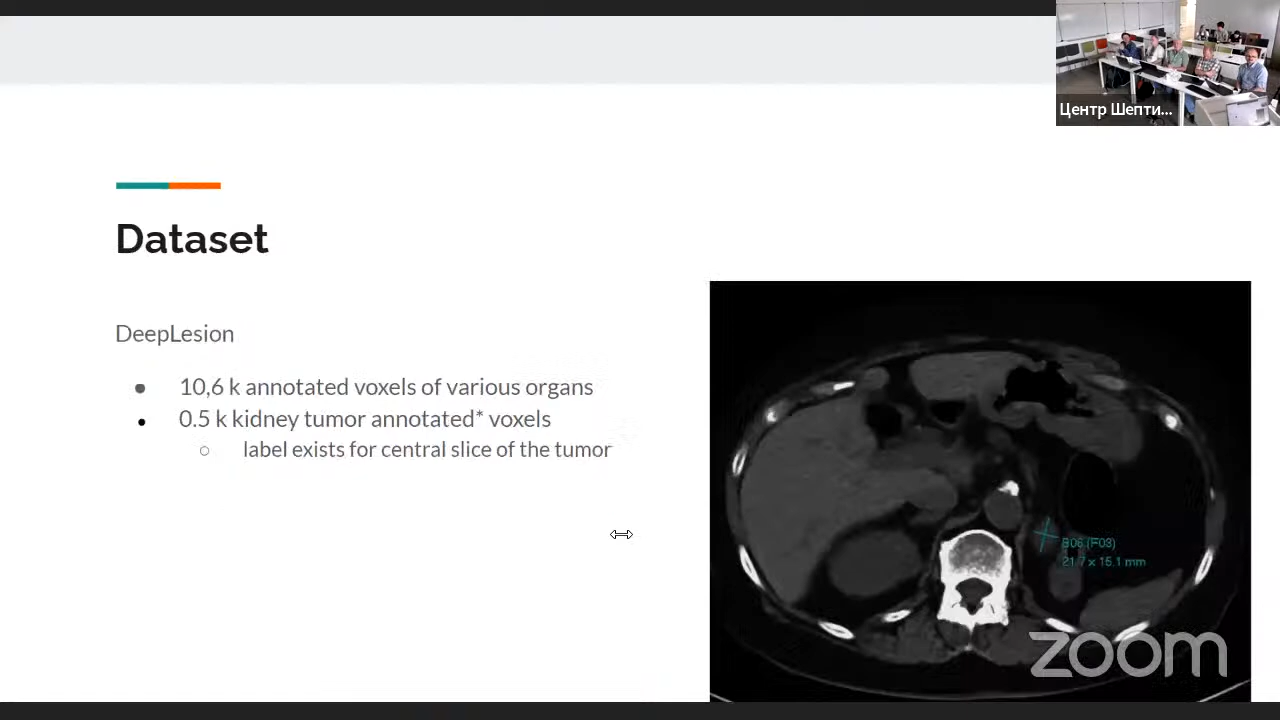 Центр Шепти...
Dataset
DeepLesion
10,6 k annotated voxels of various organs
0.5 k kidney tumor annotated* voxels
label exists for central slice of the tumor
B06 (F03)
21.7 x 15.1 mm
zoom